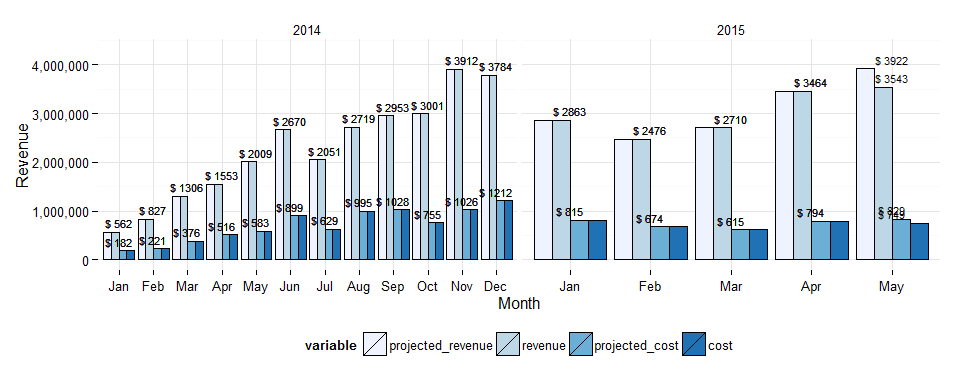 2014 2015
4,000,000
3,000,000
2,000,000
1,000,000
0
Revenue
$ 562 $ 827 $ 1306 $ 1553 $ 2009 $ 2670 $ 2051 $ 2719 $ 2953 $ 3001 $ 3912 $ 3784 $ 2863 $ 2476 $ 2710 $ 3464 $ 3922
$ 3543
$ 182 $ 221 $ 376 $ 516 $ 583 $ 899 $ 629 $ 995 $ 1028 $ 755 $ 1026 $ 1212 $ 815 $ 674 $ 615 $ 794
Jan Feb Mar Apr May Jun Jul Aug Sep Oct Nov Dec Jan Feb Mar Apr May
Month
variable projected_revenue revenue projected_cost cost